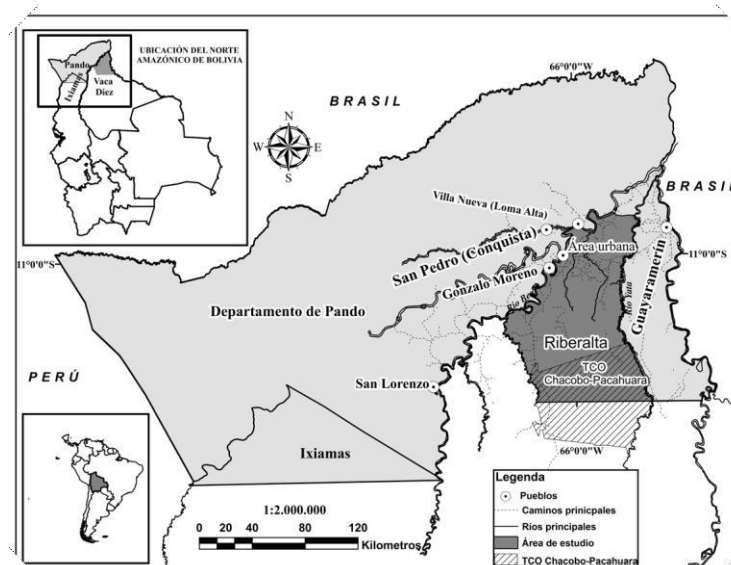 UBICACIÓN DEL NORTE
AMAZÓNICO DE BOLIVIA
Pando
Ixiamas
Vaca
Diez
BRASIL
66°0'0"W
N
W E
S
BRASIL
Villa Nueva (Loma Alta)
San Pedro (Conquista)
Área urbana
Gonzalo Moreno
11°0'0"S
11°0'0"S
Guayaramerín
Río Yata
Departamento de Pando
Riberalta
TCO
Chacobo-Pacahuara
PERÚ
San Lorenzo
Ixiamas
66°0'0"W
1:2.000.000
0 20 40 80 120
Kilometros
Legenda
Pueblos
Caminos prinicpales
Rios principales
Área de estudio
TCO Chacobo-Pacahuara